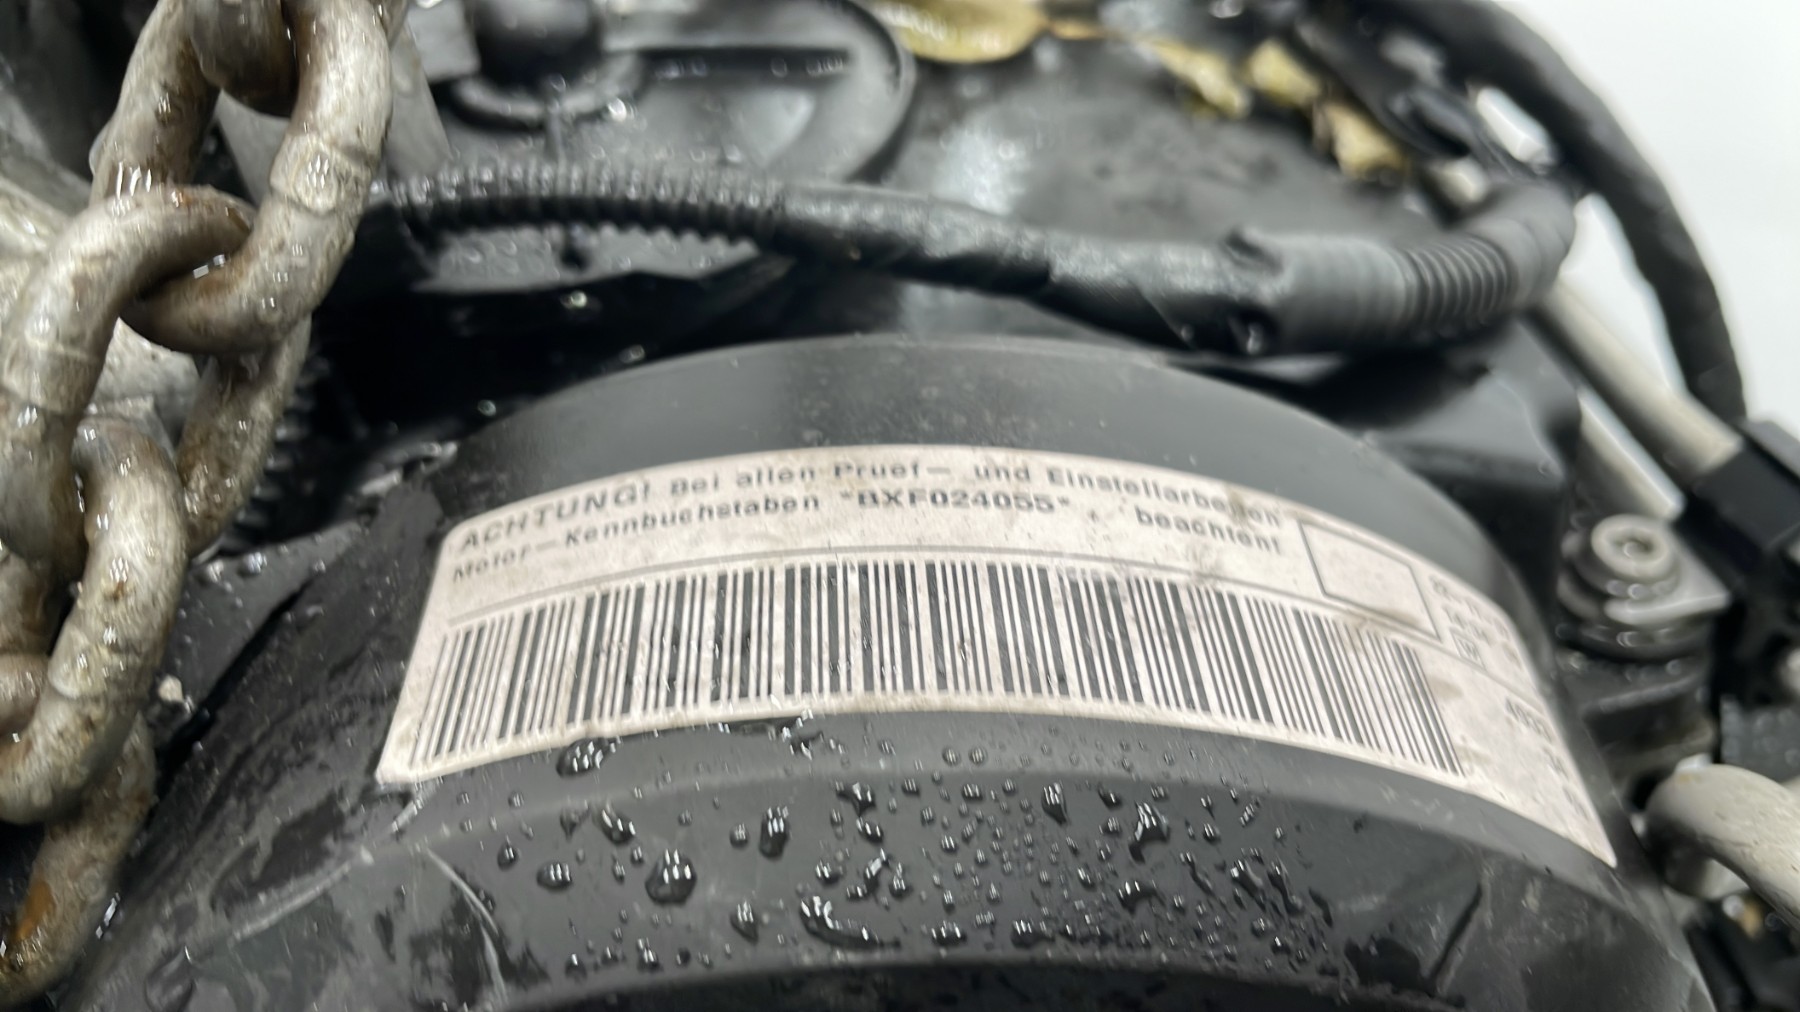 ACHTUNG! Bei allen Pruef- und Einstellarbeiten
Motor-Kennbuchstaben "BXF024055" beachten!